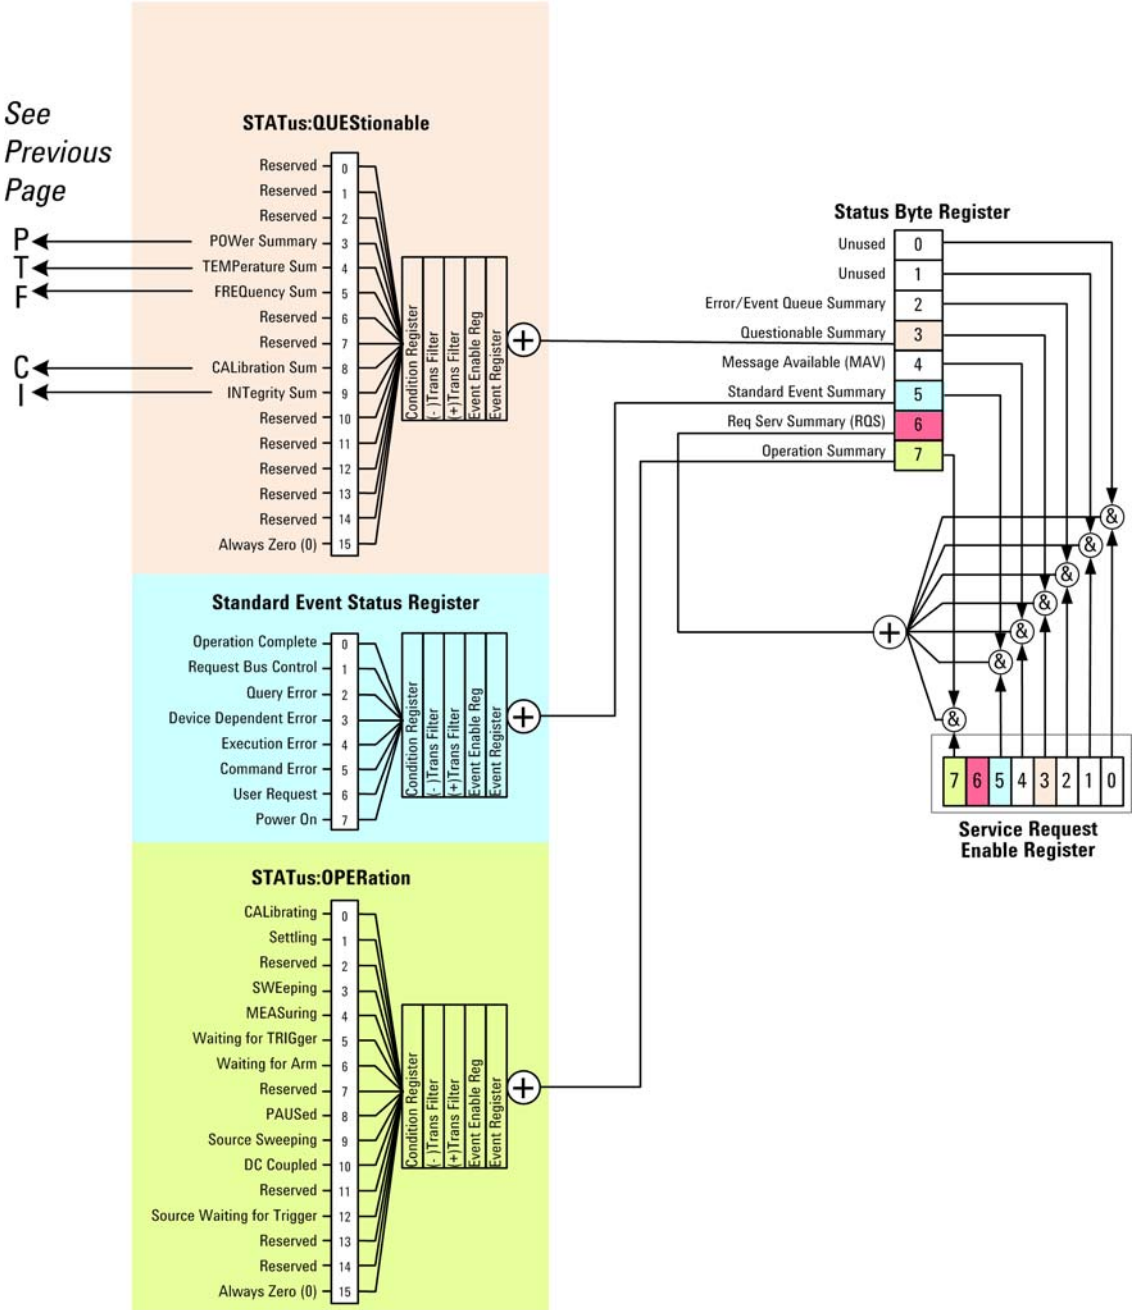 See
Previous
Page
P
T
F
C
I
STATus:QUEStionable
Reserved 0
Reserved 1
Reserved 2
POWer Summary 3
TEMPerature Sum 4
FREQuency Sum 5
Reserved 6
Reserved 7
CALibration Sum 8
INTegrity Sum 9
Reserved 10
Reserved 11
Reserved 12
Reserved 13
Reserved 14
Always Zero (0) 15
Condition Register
(-)Trans Filter
(+)Trans Filter
Event Enable Reg
Event Register
+
Standard Event Status Register
Operation Complete 0
Request Bus Control 1
Query Error 2
Device Dependent Error 3
Execution Error 4
Command Error 5
User Request 6
Power On 7
Condition Register
(-)Trans Filter
(+)Trans Filter
Event Enable Reg
Event Register
+
STATus:OPERation
CALibrating 0
Settling 1
Reserved 2
SWEeping 3
MEASuring 4
Waiting for TRIGger 5
Waiting for Arm 6
Reserved 7
PAUSed 8
Source Sweeping 9
DC Coupled 10
Reserved 11
Source Waiting for Trigger 12
Reserved 13
Reserved 14
Always Zero (0) 15
Condition Register
(-)Trans Filter
(+)Trans Filter
Event Enable Reg
Event Register
+
Status Byte Register
Unused 0
Unused 1
Error/Event Queue Summary 2
Questionable Summary 3
Message Available (MAV) 4
Standard Event Summary 5
Req Serv Summary (RQS) 6
Operation Summary 7
&
&
&
&
+
&
&
&
7 6 5 4 3 2 1 0
Service Request
Enable Register